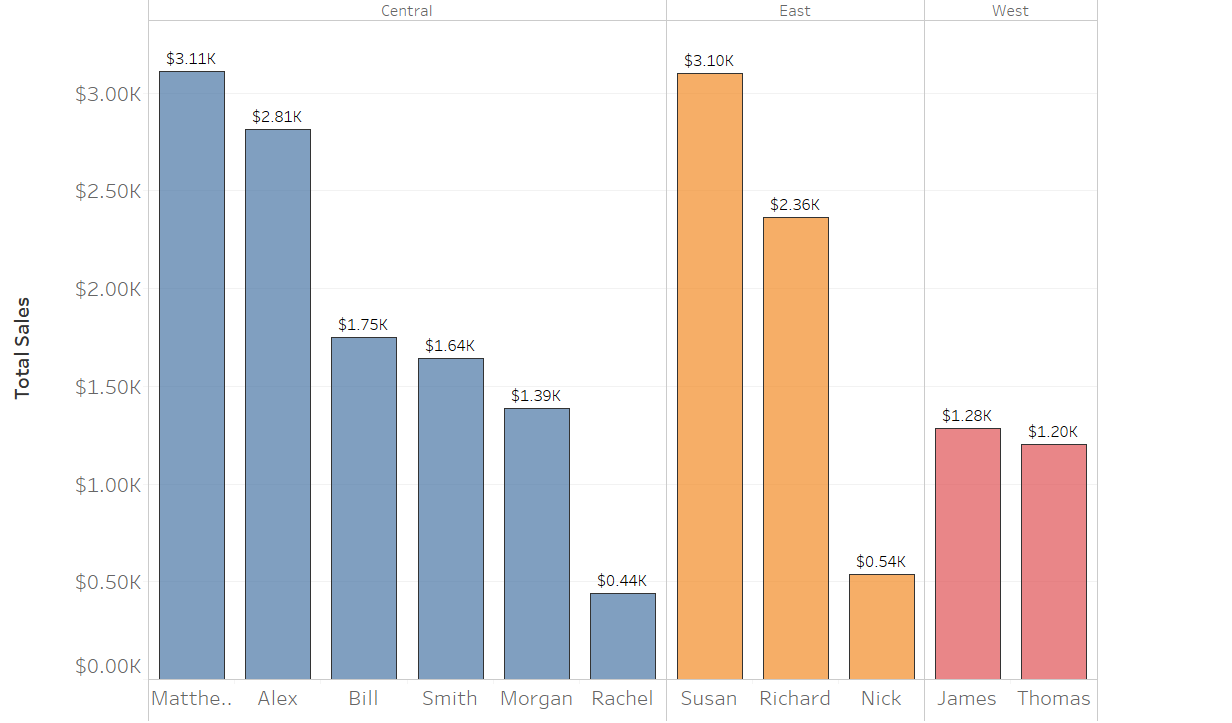 Central East West
$3.11K
$3.10K
$3.00K
$2.81K
$2.50K
$2.36K
$2.00K
$1.75K
$1.64K
$1.50K
$1.39K
$1.28K
$1.20K
$1.00K
$0.54K
$0.50K
$0.44K
$0.00K
Total Sales
Matthe.. Alex Bill Smith Morgan Rachel Susan Richard Nick James Thomas